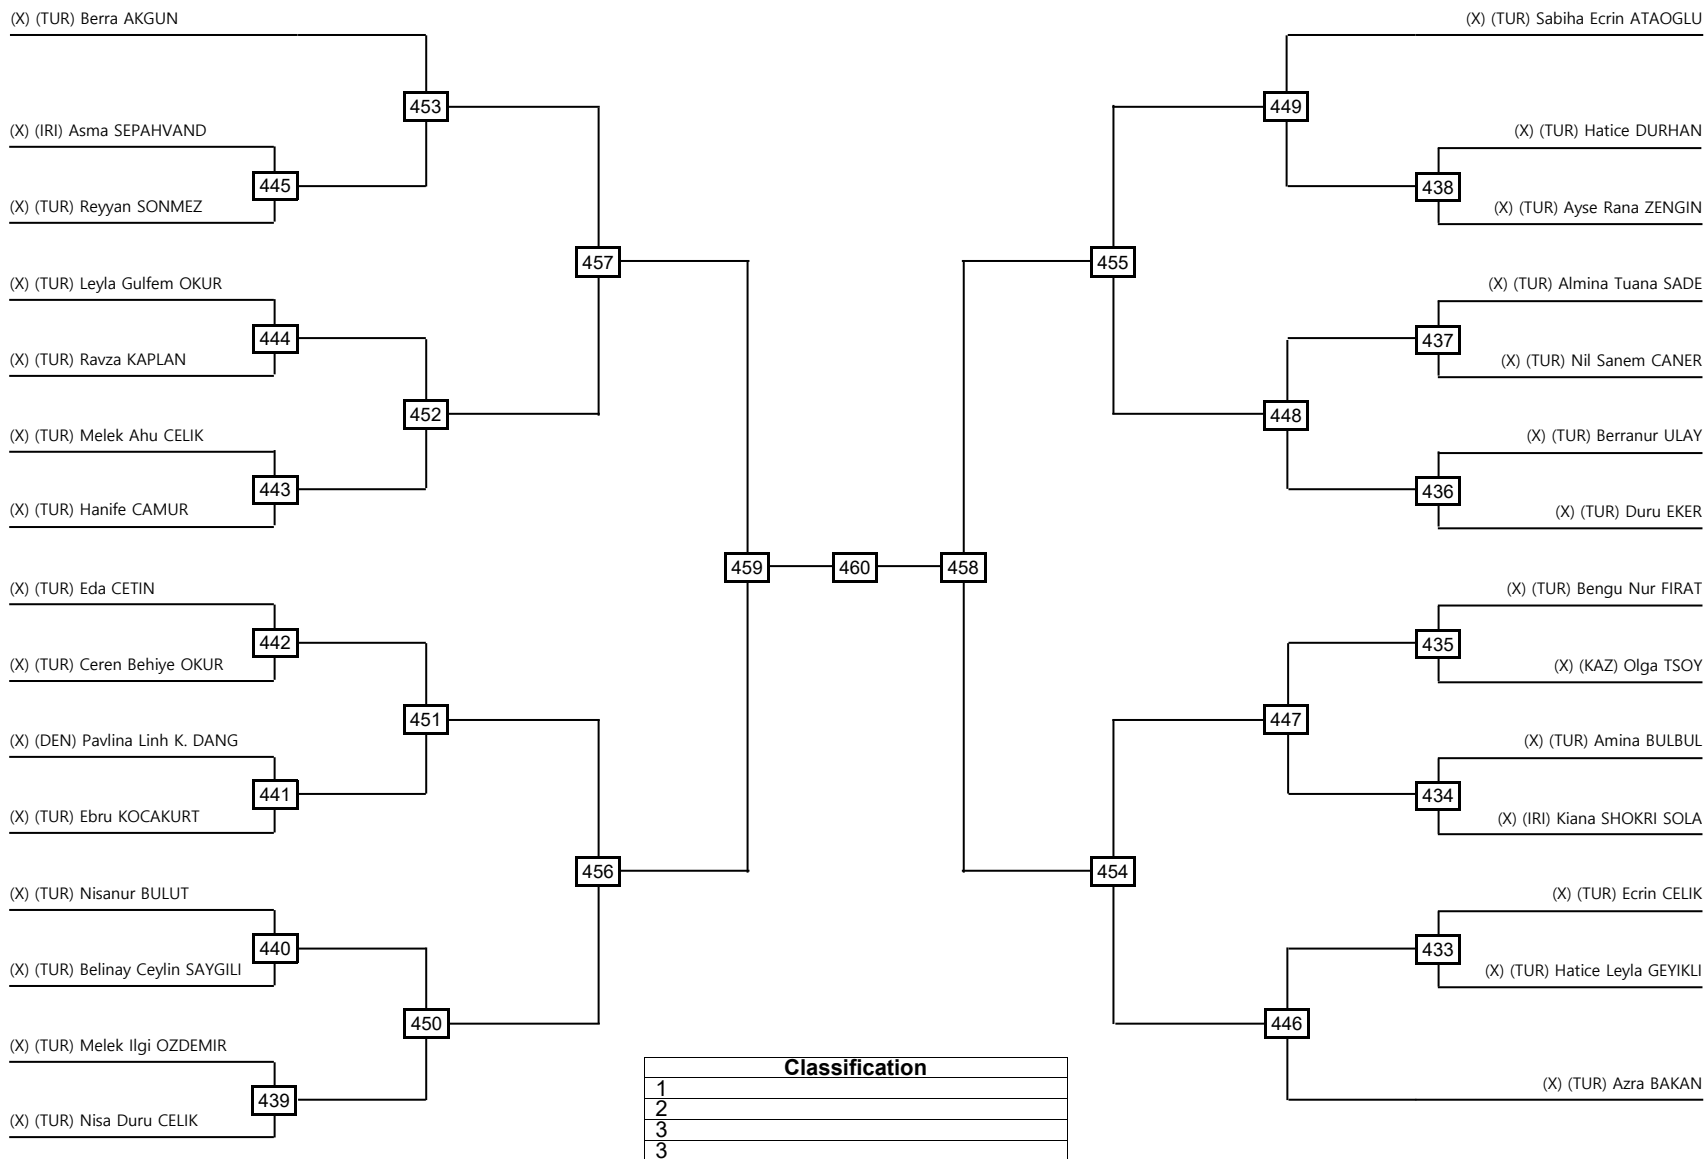 (X) (TUR) Berra AKGUN
453
(X) (IRI) Asma SEPAHVAND
445
(X) (TUR) Reyyan SONMEZ
457
(X) (TUR) Leyla Gulfem OKUR
444
(X) (TUR) Ravza KAPLAN
452
(X) (TUR) Melek Ahu CELIK
443
(X) (TUR) Hanife CAMUR
459
460
458
(X) (TUR) Eda CETIN
442
(X) (TUR) Ceren Behiye OKUR
451
(X) (DEN) Pavlina Linh K. DANG
441
(X) (TUR) Ebru KOCAKURT
456
(X) (TUR) Nisanur BULUT
440
(X) (TUR) Belinay Ceylin SAYGILI
450
(X) (TUR) Melek Ilgi OZDEMIR
439
(X) (TUR) Nisa Duru CELIK
(X) (TUR) Sabiha Ecrin ATAOGLU
449
(X) (TUR) Hatice DURHAN
438
(X) (TUR) Ayse Rana ZENGIN
455
(X) (TUR) Almina Tuana SADE
437
(X) (TUR) Nil Sanem CANER
448
(X) (TUR) Berranur ULAY
436
(X) (TUR) Duru EKER
(X) (TUR) Bengu Nur FIRAT
435
(X) (KAZ) Olga TSOY
447
(X) (TUR) Amina BULBUL
434
(X) (IRI) Kiana SHOKRI SOLA
454
(X) (TUR) Ecrin CELIK
433
(X) (TUR) Hatice Leyla GEYIKLI
446
(X) (TUR) Azra BAKAN
Classification
1
2
3
3